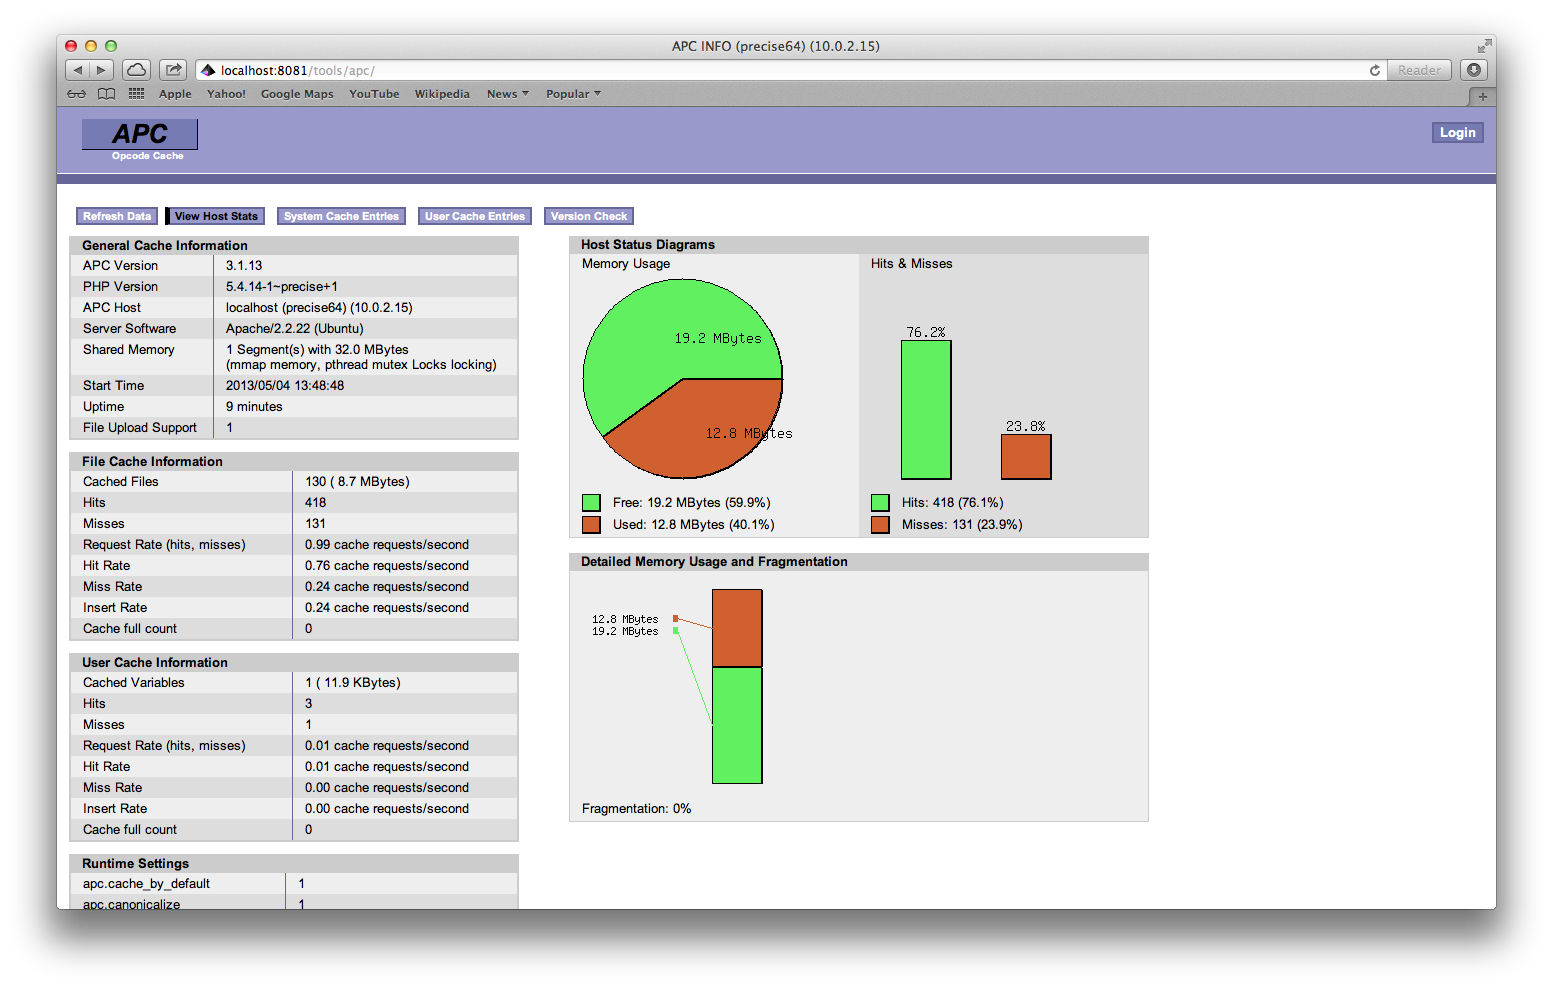 APC INFO (precise64) (10.0.2.15)
localhost:8081/tools/apc/
Reader
Apple Yahoo! Google Maps YouTube Wikipedia News Popular
APC
Opcode Cache
Login
Refresh Data View Host Stats System Cache Entries User Cache Entries Version Check
General Cache Information
APC Version 3.1.13
PHP Version 5.4.14-1~precise+1
APC Host localhost (precise64) (10.0.2.15)
Server Software Apache/2.2.22 (Ubuntu)
Shared Memory 1 Segment(s) with 32.0 MBytes
(mmap memory, pthread mutex Locks locking)
Start Time 2013/05/04 13:48:48
Uptime 9 minutes
File Upload Support 1
File Cache Information
Cached Files 130 ( 8.7 MBytes)
Hits 418
Misses 131
Request Rate (hits, misses) 0.99 cache requests/second
Hit Rate 0.76 cache requests/second
Miss Rate 0.24 cache requests/second
Insert Rate 0.24 cache requests/second
Cache full count 0
User Cache Information
Cached Variables 1 ( 11.9 KBytes)
Hits 3
Misses 1
Request Rate (hits, misses) 0.01 cache requests/second
Hit Rate 0.01 cache requests/second
Miss Rate 0.00 cache requests/second
Insert Rate 0.00 cache requests/second
Cache full count 0
Runtime Settings
apc.cache_by_default 1
apc.canonicalize 1
Host Status Diagrams
Memory Usage
19.2 MBytes
12.8 MBytes
Free: 19.2 MBytes (59.9%)
Used: 12.8 MBytes (40.1%)
Hits & Misses
76.2%
23.8%
Hits: 418 (76.1%)
Misses: 131 (23.9%)
Detailed Memory Usage and Fragmentation
12.8 MBytes
19.2 MBytes
Fragmentation: 0%